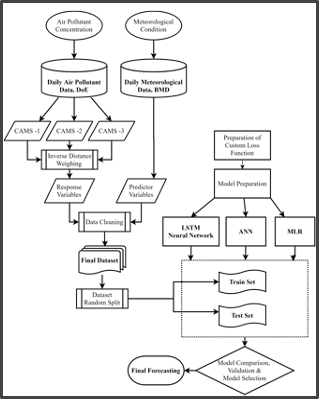 Air Pollutant
Concentration
Meteorological
Condition
Daily Air Pollutant
Data, DoE
Daily Meteorological
Data, BMD
CAMS -1
CAMS -2
CAMS -3
Inverse Distance
Weighing
Response
Variables
Predictor
Variables
Data Cleaning
Final Dataset
Dataset
Random Split
Preparation of
Custom Loss
Function
Model Preparation
LSTM
Neural Network
ANN
MLR
Train Set
Test Set
Model Comparison,
Validation &
Model Selection
Final Forecasting